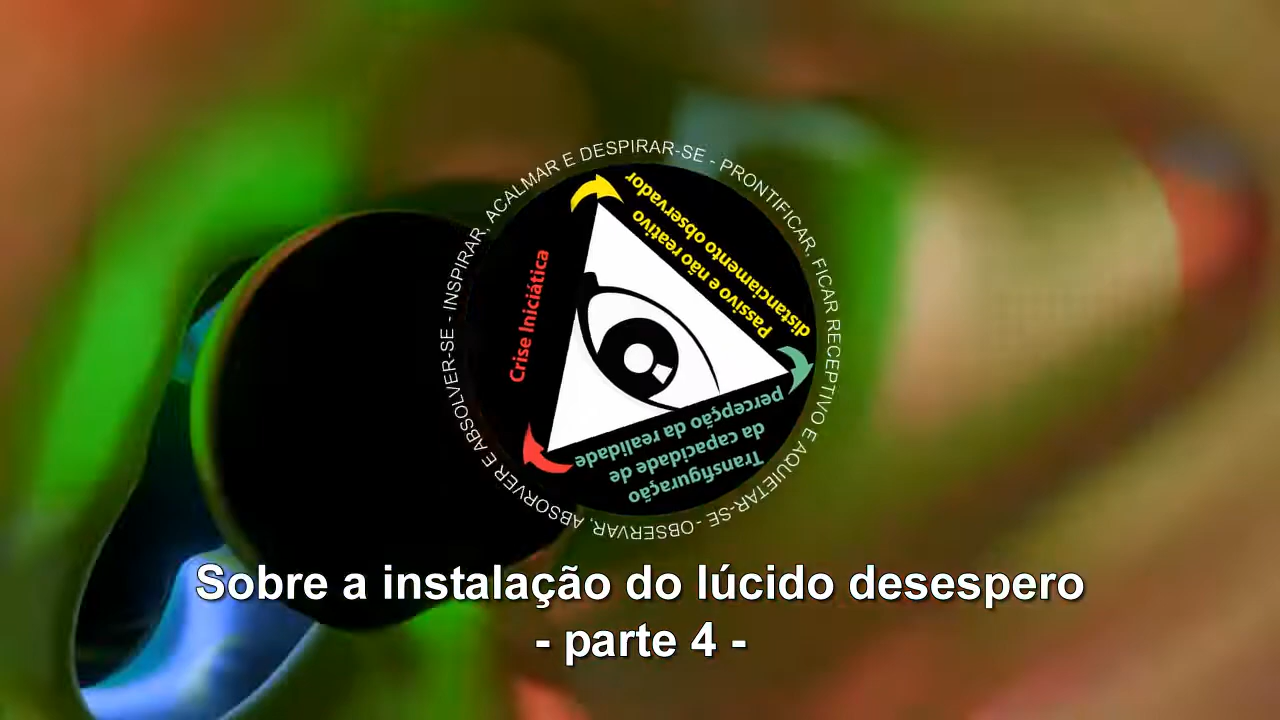 INSPIRAR, ACALMAR E DESPIRAR-SE - PRONTIFICAR, FICAR RECEPTIVO E AQUIETAR-SE - OBSERVAR, ABSORVER E ABSOLVER-SE -
Crise Iniciática
Passivo e não reativo
distanciamento observador
Transfiguração
da capacidade de
percepção da realidade
Sobre a instalação do lúcido desespero
- parte 4 -